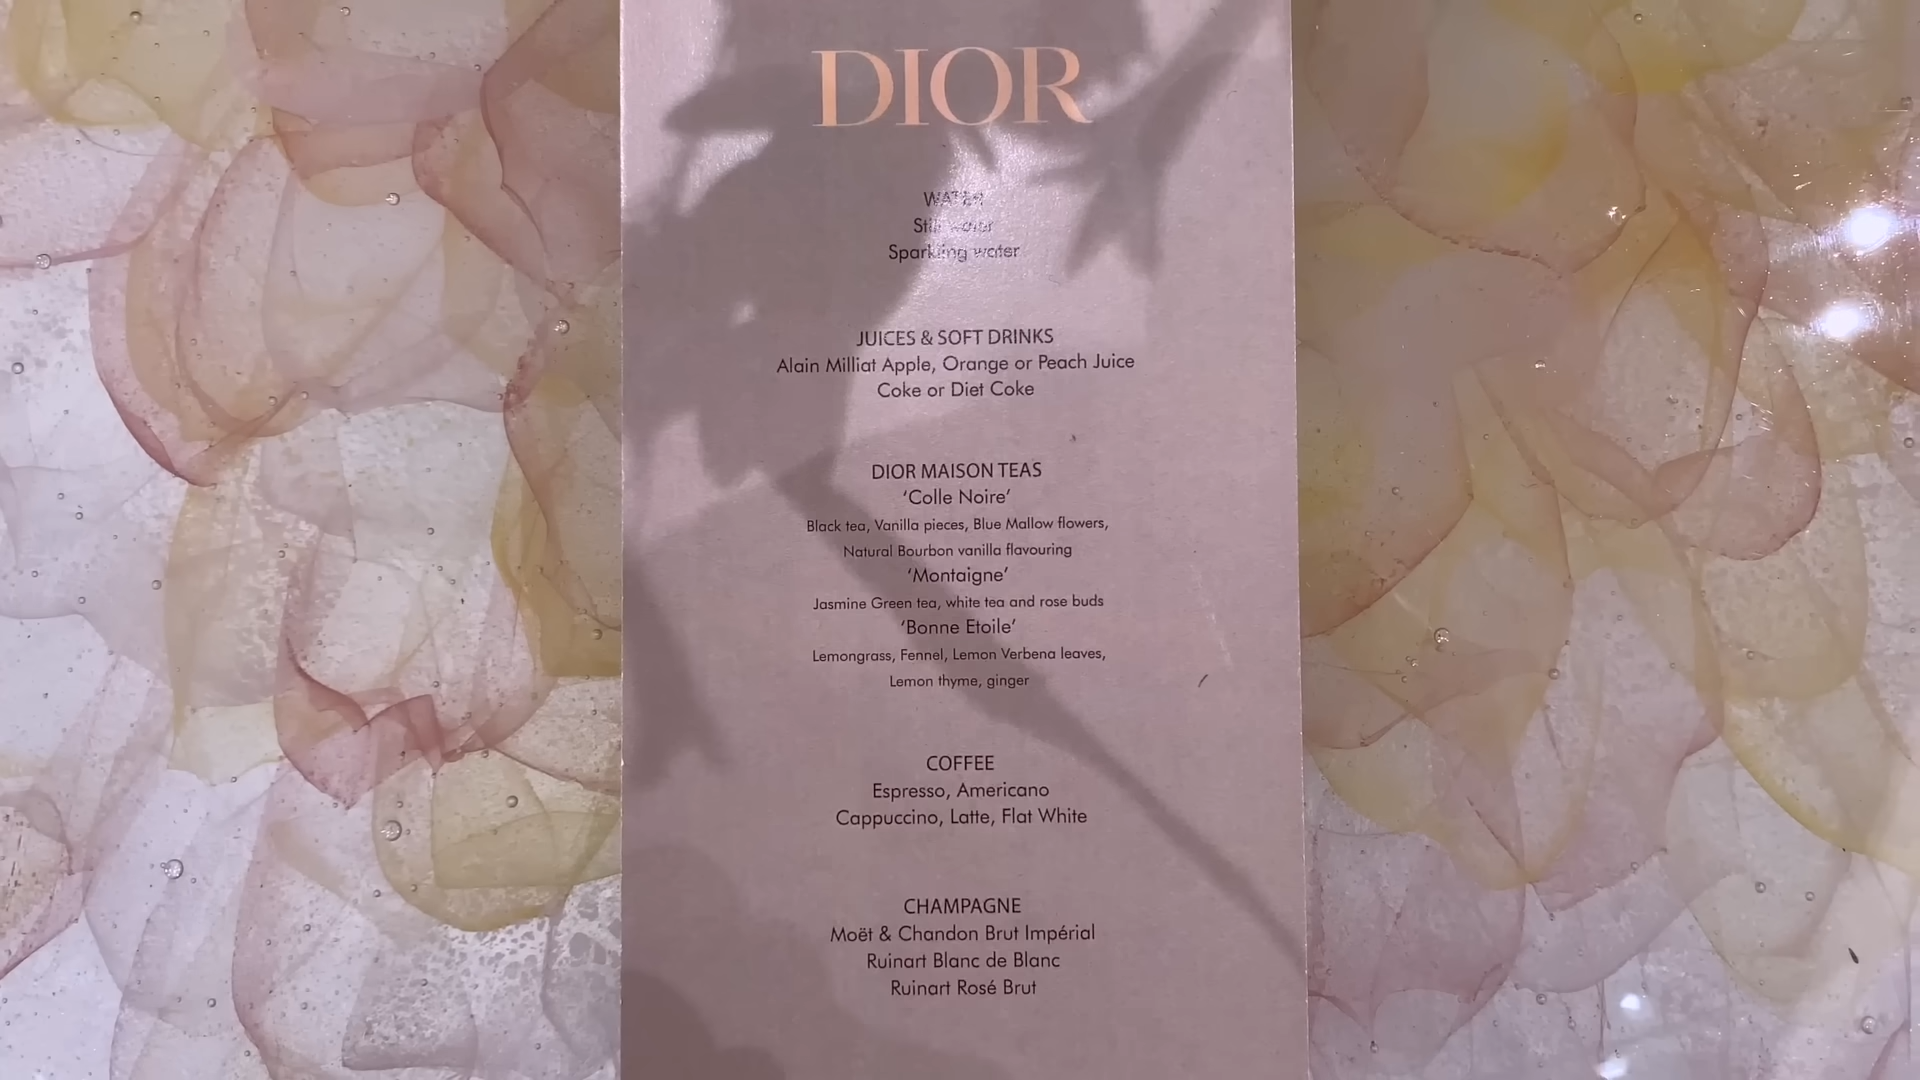 DIOR
WATER
Still water
Sparkling water
JUICES & SOFT DRINKS
Alain Milliat Apple, Orange or Peach Juice
Coke or Diet Coke
DIOR MAISON TEAS
‘Colle Noire’
Black tea, Vanilla pieces, Blue Mallow flowers,
Natural Bourbon vanilla flavouring
‘Montaigne’
Jasmine Green tea, white tea and rose buds
‘Bonne Etoile’
Lemongrass, Fennel, Lemon Verbena leaves,
Lemon thyme, ginger
COFFEE
Espresso, Americano
Cappuccino, Latte, Flat White
CHAMPAGNE
Moët & Chandon Brut Impérial
Ruinart Blanc de Blanc
Ruinart Rosé Brut